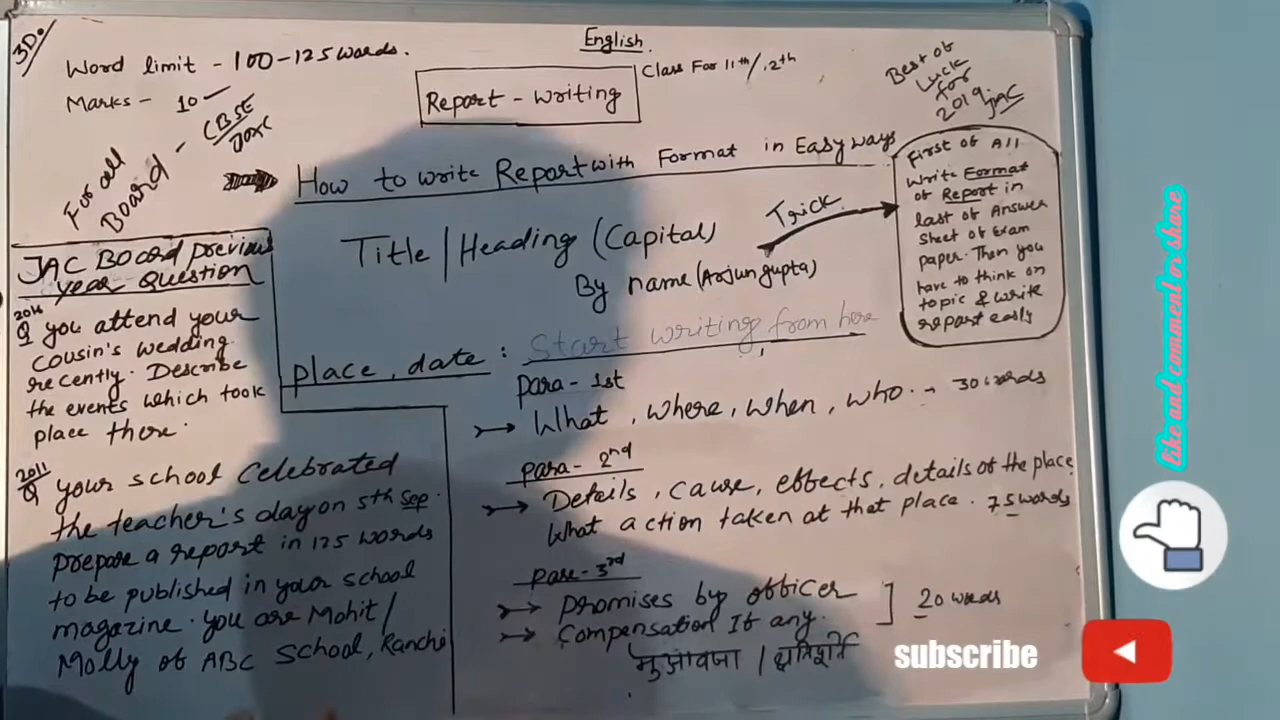 3D.
English
Word limit - 100-125 words.
Marks - 10
Class For 11th/12th
Report - Writing
Best of
Luck
for
2019
JAC
For all
Board - CBSE
JAC
How to write Report with Format in Easy ways
Title | Heading (Capital)
By name (Arjun gupta)
Trick
First of All
Write Format
of Report in
last of Answer
sheet of Exam
paper. Then you
have to think on
topic & write
report easily
place, date : Start writing from here
para - 1st
What, where, when, who. - 30 words
para - 2nd
Details, cause, effects, details of the place,
What action taken at that place. 75 words
para - 3rd
promises by officer
Compensation If any.
] 20 words
मुआवजा / क्षतिपूर्ति
JAC Board previous
year Question
2016
Q you attend your
cousin's wedding
recently. Describe
the events which took
place there.
2011
Q your school Celebrated
the teacher's day on 5th Sep.
prepare a report in 125 words
to be published in your school
magazine. you are Mohit/
Molly of ABC School, Ranchi
like and comment or share
subscribe